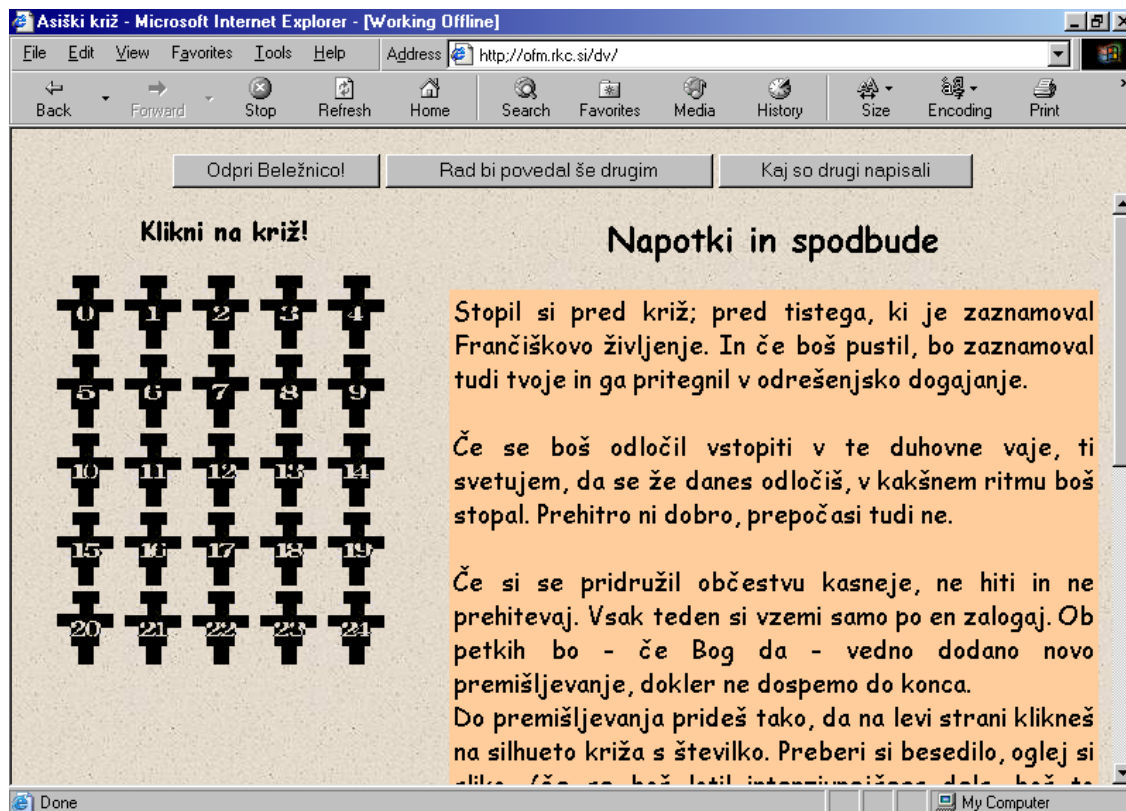 Asiški križ - Microsoft Internet Explorer - [Working Offline]
File Edit View Favorites Tools Help Address http;//ofm.rkc.si/dv/
Back Forward Stop Refresh Home Search Favorites Media History Size Encoding Print
Odpri Beležnico! Rad bi povedal še drugim Kaj so drugi napisali
Klikni na križ!
0 1 2 3 4
5 6 7 8 9
10 11 12 13 14
15 16 17 18 19
20 21 22 23 24
Napotki in spodbude
Stopil si pred križ; pred tistega, ki je zaznamoval
Frančiškovo življenje. In če boš pustil, bo zaznamoval
tudi tvoje in ga pritegnil v odrešenjsko dogajanje.
Če se boš odločil vstopiti v te duhovne vaje, ti
svetujem, da se že danes odločiš, v kakšnem ritmu boš
stopal. Prehitro ni dobro, prepočasi tudi ne.
Če si se pridružil občestvu kasneje, ne hiti in ne
prehitevaj. Vsak teden si vzemi samo po en zalogaj. Ob
petkih bo - če Bog da - vedno dodano novo
premišljevanje, dokler ne dospemo do konca.
Do premišljevanja prideš tako, da na levi strani klikneš
na silhueto križa s številko. Preberi si besedilo, oglej si
Done My Computer